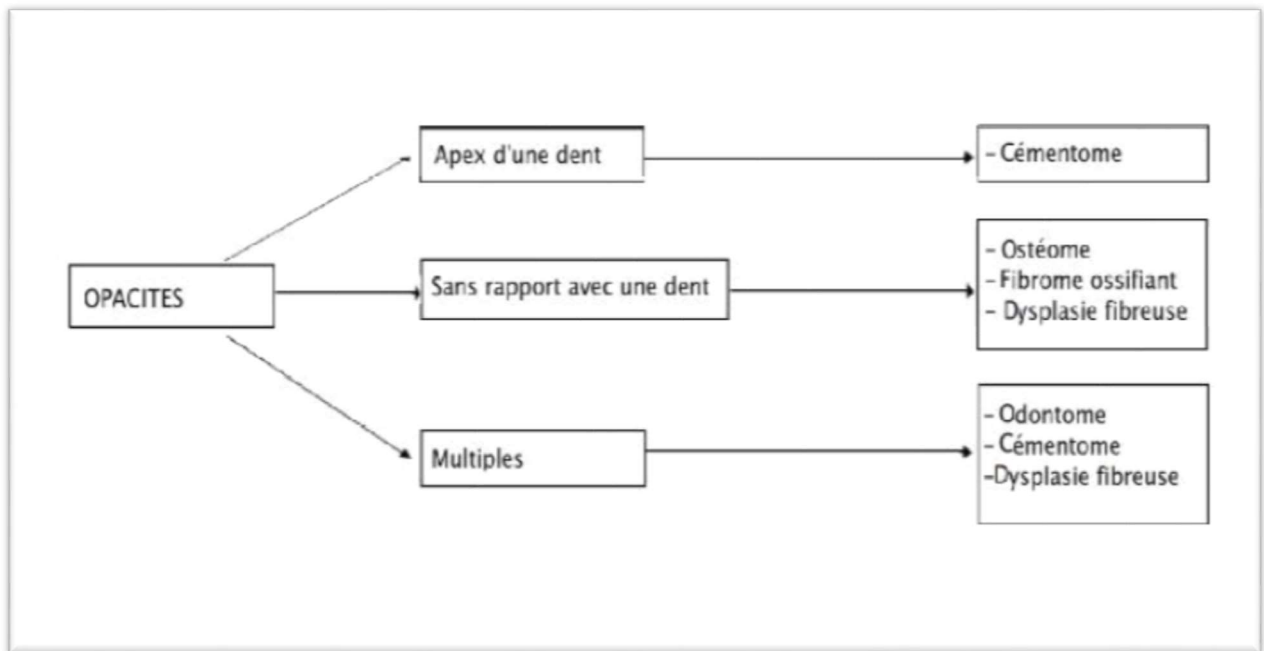 OPACITES
Apex d'une dent
- Cémentome
Sans rapport avec une dent
- Ostéome
- Fibrome ossifiant
- Dysplasie fibreuse
Multiples
- Odontome
- Cémentome
-Dysplasie fibreuse